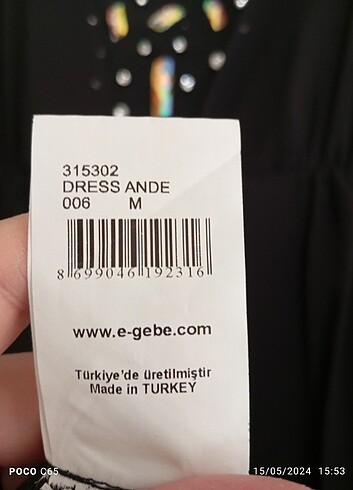 315302
DRESS ANDE
006 M
8 699046 192316
www.e-gebe.com
Türkiye'de üretilmiştir
Made in TURKEY
POCO C65
15/05/2024 15:53